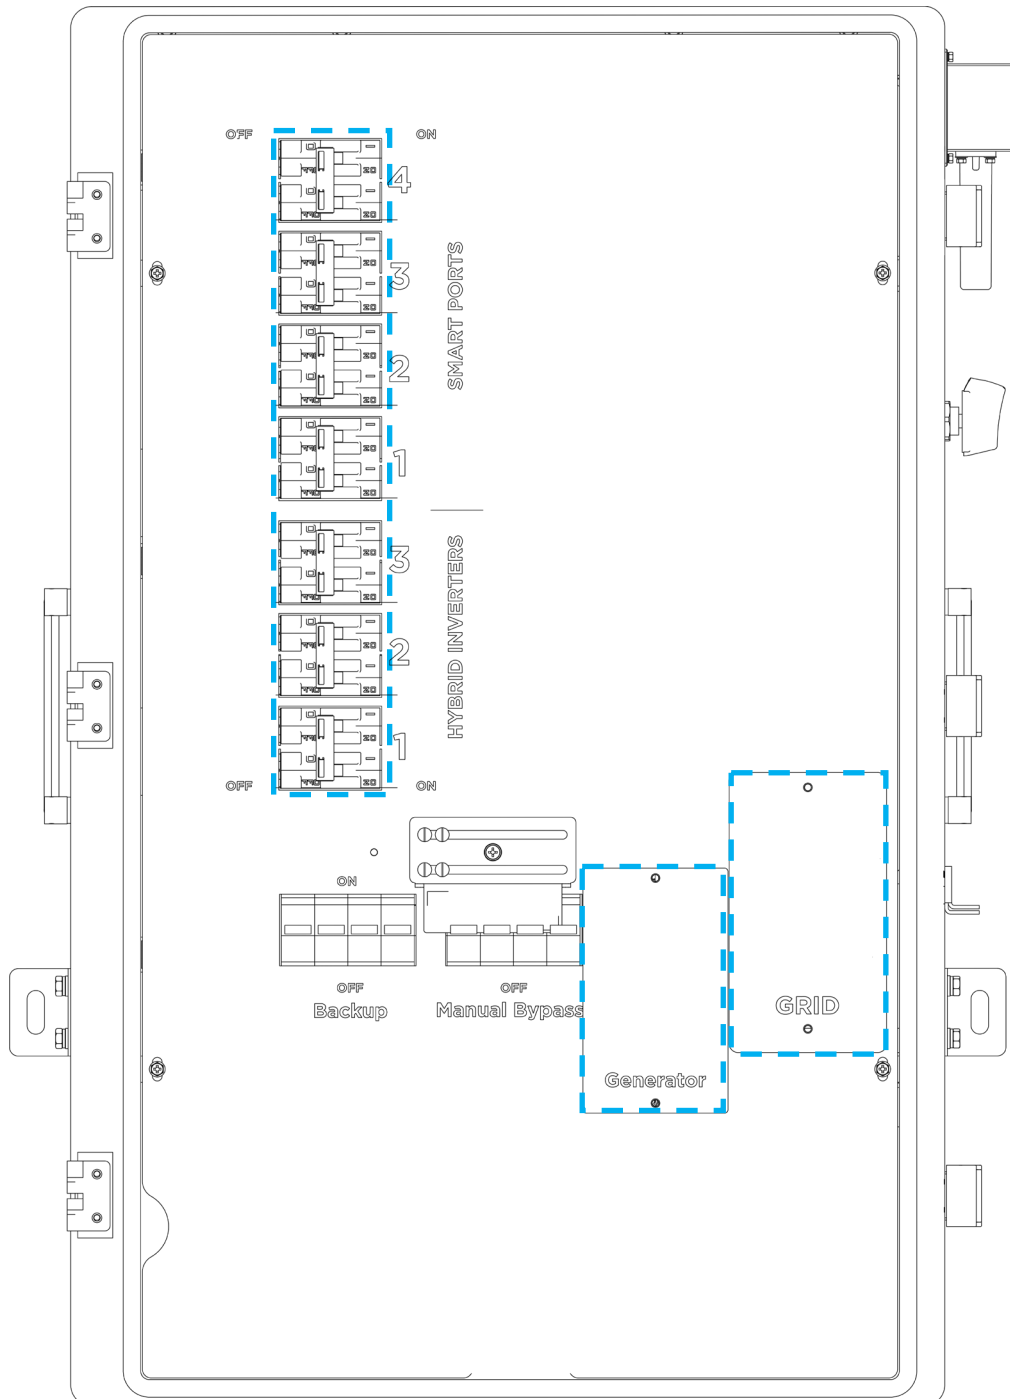 OFF ON
4
3
2
1
SMART PORTS
3
2
1
HYBRID INVERTERS
OFF ON
ON
OFF
Backup
OFF
Manual Bypass
Generator
GRID